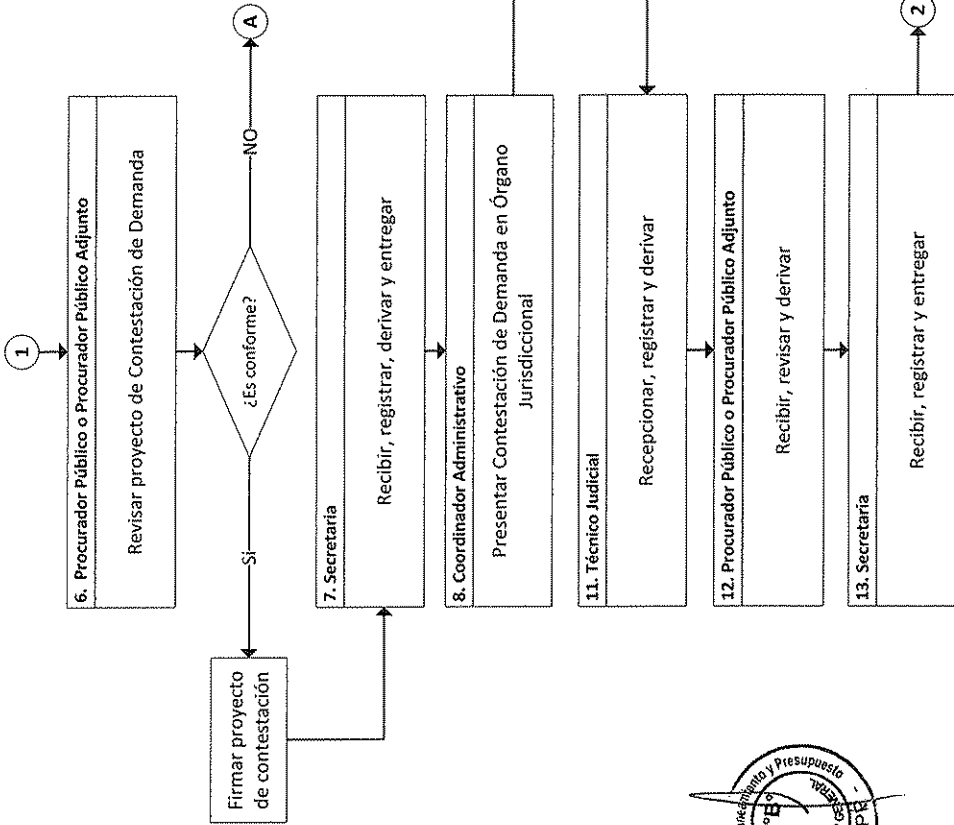 1
6. Procurador Público o Procurador Público Adjunto
Revisar proyecto de Contestación de Demanda
¿Es conforme?
NO
A
Si
Firmar proyecto
de contestación
7. Secretaria
Recibir, registrar, derivar y entregar
8. Coordinador Administrativo
Presentar Contestación de Demanda en Órgano
Jurisdiccional
11. Técnico Judicial
Recepcionar, registrar y derivar
12. Procurador Público o Procurador Público Adjunto
Recibir, revisar y derivar
13. Secretaria
Recibir, registrar y entregar
2
y Presupuesto